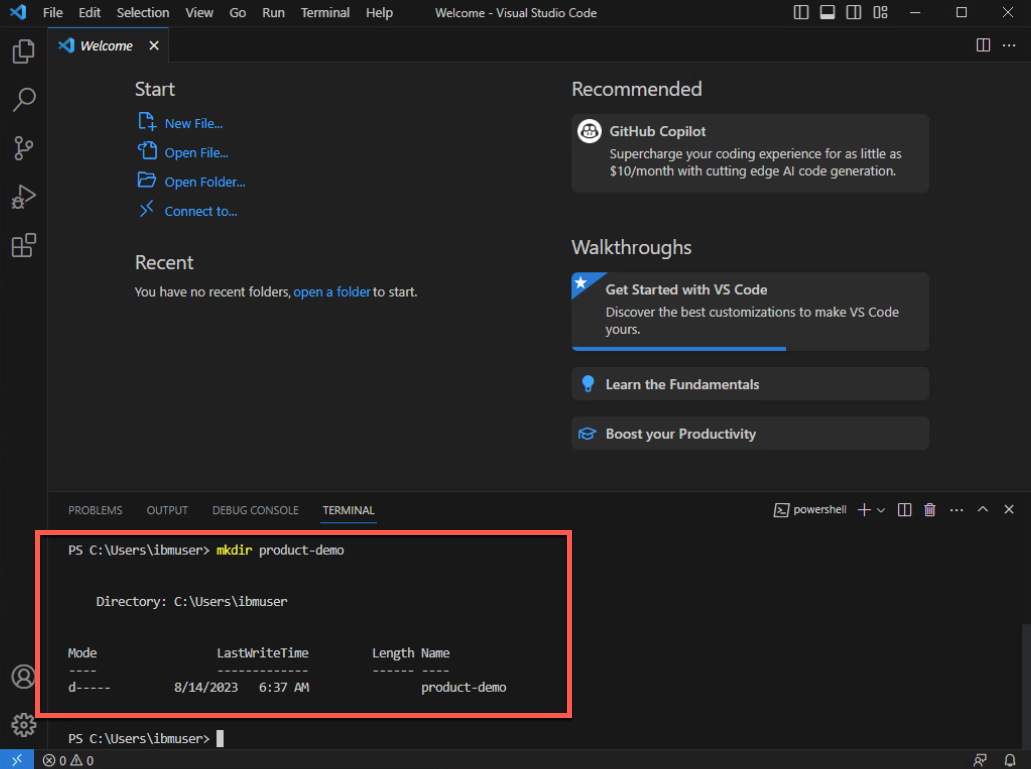 File Edit Selection View Go Run Terminal Help Welcome - Visual Studio Code
Welcome
Start
New File...
Open File...
Open Folder...
Connect to...
Recent
You have no recent folders, open a folder to start.
Recommended
GitHub Copilot
Supercharge your coding experience for as little as
$10/month with cutting edge AI code generation.
Walkthroughs
Get Started with VS Code
Discover the best customizations to make VS Code
yours.
Learn the Fundamentals
Boost your Productivity
PROBLEMS OUTPUT DEBUG CONSOLE TERMINAL powershell
PS C:\Users\ibmuser> mkdir product-demo
Directory: C:\Users\ibmuser
Mode LastWriteTime Length Name
---- ------------- ------ ----
d----- 8/14/2023 6:37 AM product-demo
PS C:\Users\ibmuser>
0 0